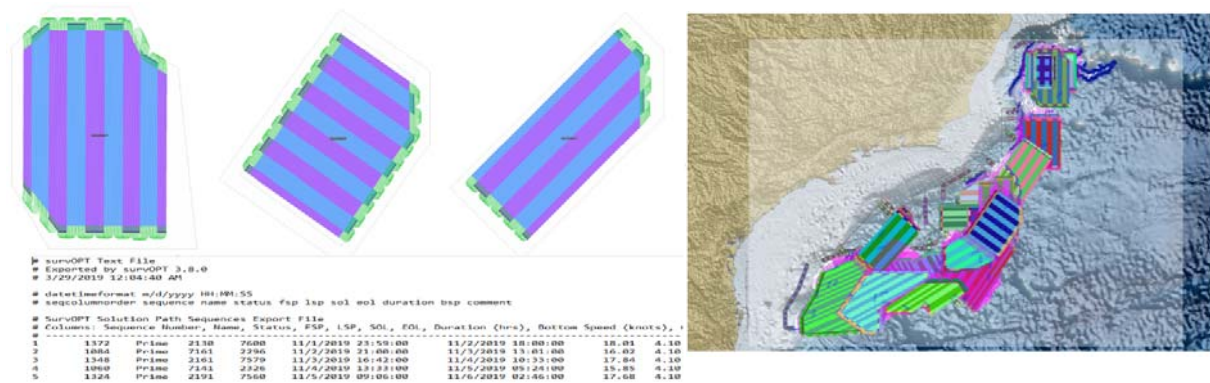 # survOPT Text File
# Exported by survOPT 3.8.0
# 3/29/2019 12:04:40 AM
# datetimeformat m/d/yyyy HH:MM:SS
# seqcolumnorder sequence name status fsp lsp sol eol duration bsp comment
# SurvOPT Solution Path Sequences Export File
# Columns: Sequence Number, Name, Status, FSP, LSP, SOL, EOL, Duration (hrs), Bottom Speed (knots),
1 1372 Prime 2130 7600 11/1/2019 23:59:00 11/2/2019 18:00:00 18.01 4.10
2 1084 Prime 7161 2296 11/2/2019 21:00:00 11/3/2019 13:01:00 16.02 4.10
3 1348 Prime 2161 7579 11/3/2019 16:42:00 11/4/2019 10:33:00 17.84 4.10
4 1060 Prime 7141 2326 11/4/2019 13:33:00 11/5/2019 05:24:00 15.85 4.10
5 1324 Prime 2191 7560 11/5/2019 09:06:00 11/6/2019 02:46:00 17.68 4.10